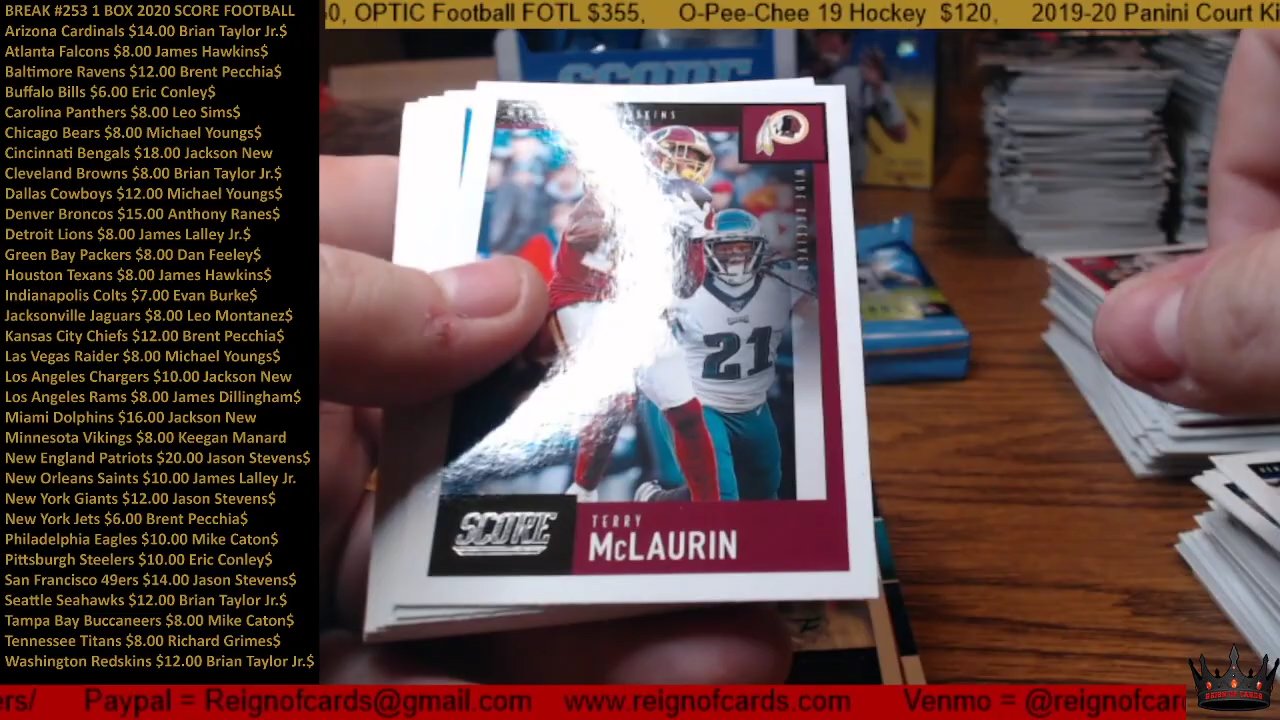 BREAK #253 1 BOX 2020 SCORE FOOTBALL
Arizona Cardinals $14.00 Brian Taylor Jr.$
Atlanta Falcons $8.00 James Hawkins$
Baltimore Ravens $12.00 Brent Pecchia$
Buffalo Bills $6.00 Eric Conley$
Carolina Panthers $8.00 Leo Sims$
Chicago Bears $8.00 Michael Youngs$
Cincinnati Bengals $18.00 Jackson New
Cleveland Browns $8.00 Brian Taylor Jr.$
Dallas Cowboys $12.00 Michael Youngs$
Denver Broncos $15.00 Anthony Ranes$
Detroit Lions $8.00 James Lalley Jr.$
Green Bay Packers $8.00 Dan Feeley$
Houston Texans $8.00 James Hawkins$
Indianapolis Colts $7.00 Evan Burke$
Jacksonville Jaguars $8.00 Leo Montanez$
Kansas City Chiefs $12.00 Brent Pecchia$
Las Vegas Raider $8.00 Michael Youngs$
Los Angeles Chargers $10.00 Jackson New
Los Angeles Rams $8.00 James Dillingham$
Miami Dolphins $16.00 Jackson New
Minnesota Vikings $8.00 Keegan Manard
New England Patriots $20.00 Jason Stevens$
New Orleans Saints $10.00 James Lalley Jr.
New York Giants $12.00 Jason Stevens$
New York Jets $6.00 Brent Pecchia$
Philadelphia Eagles $10.00 Mike Caton$
Pittsburgh Steelers $10.00 Eric Conley$
San Francisco 49ers $14.00 Jason Stevens$
Seattle Seahawks $12.00 Brian Taylor Jr.$
Tampa Bay Buccaneers $8.00 Mike Caton$
Tennessee Titans $8.00 Richard Grimes$
Washington Redskins $12.00 Brian Taylor Jr.$
0, OPTIC Football FOTL $355, O-Pee-Chee 19 Hockey $120, 2019-20 Panini Court Ki
SCORE
WIDE RECEIVER
21
SCORE
TERRY
McLAURIN
ers/ Paypal = Reignofcards@gmail.com www.reignofcards.com Venmo = @reignofcar
REIGN OF CARDS